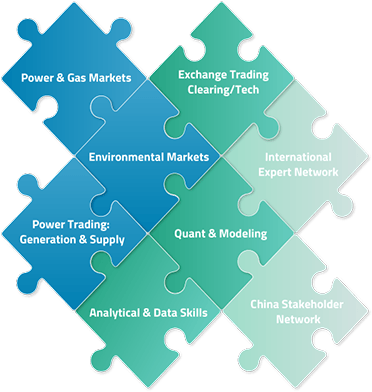 Power & Gas Markets
Exchange Trading
Clearing/Tech
Environmental Markets
International
Expert Network
Power Trading:
Generation & Supply
Quant & Modeling
Analytical & Data Skills
China Stakeholder
Network